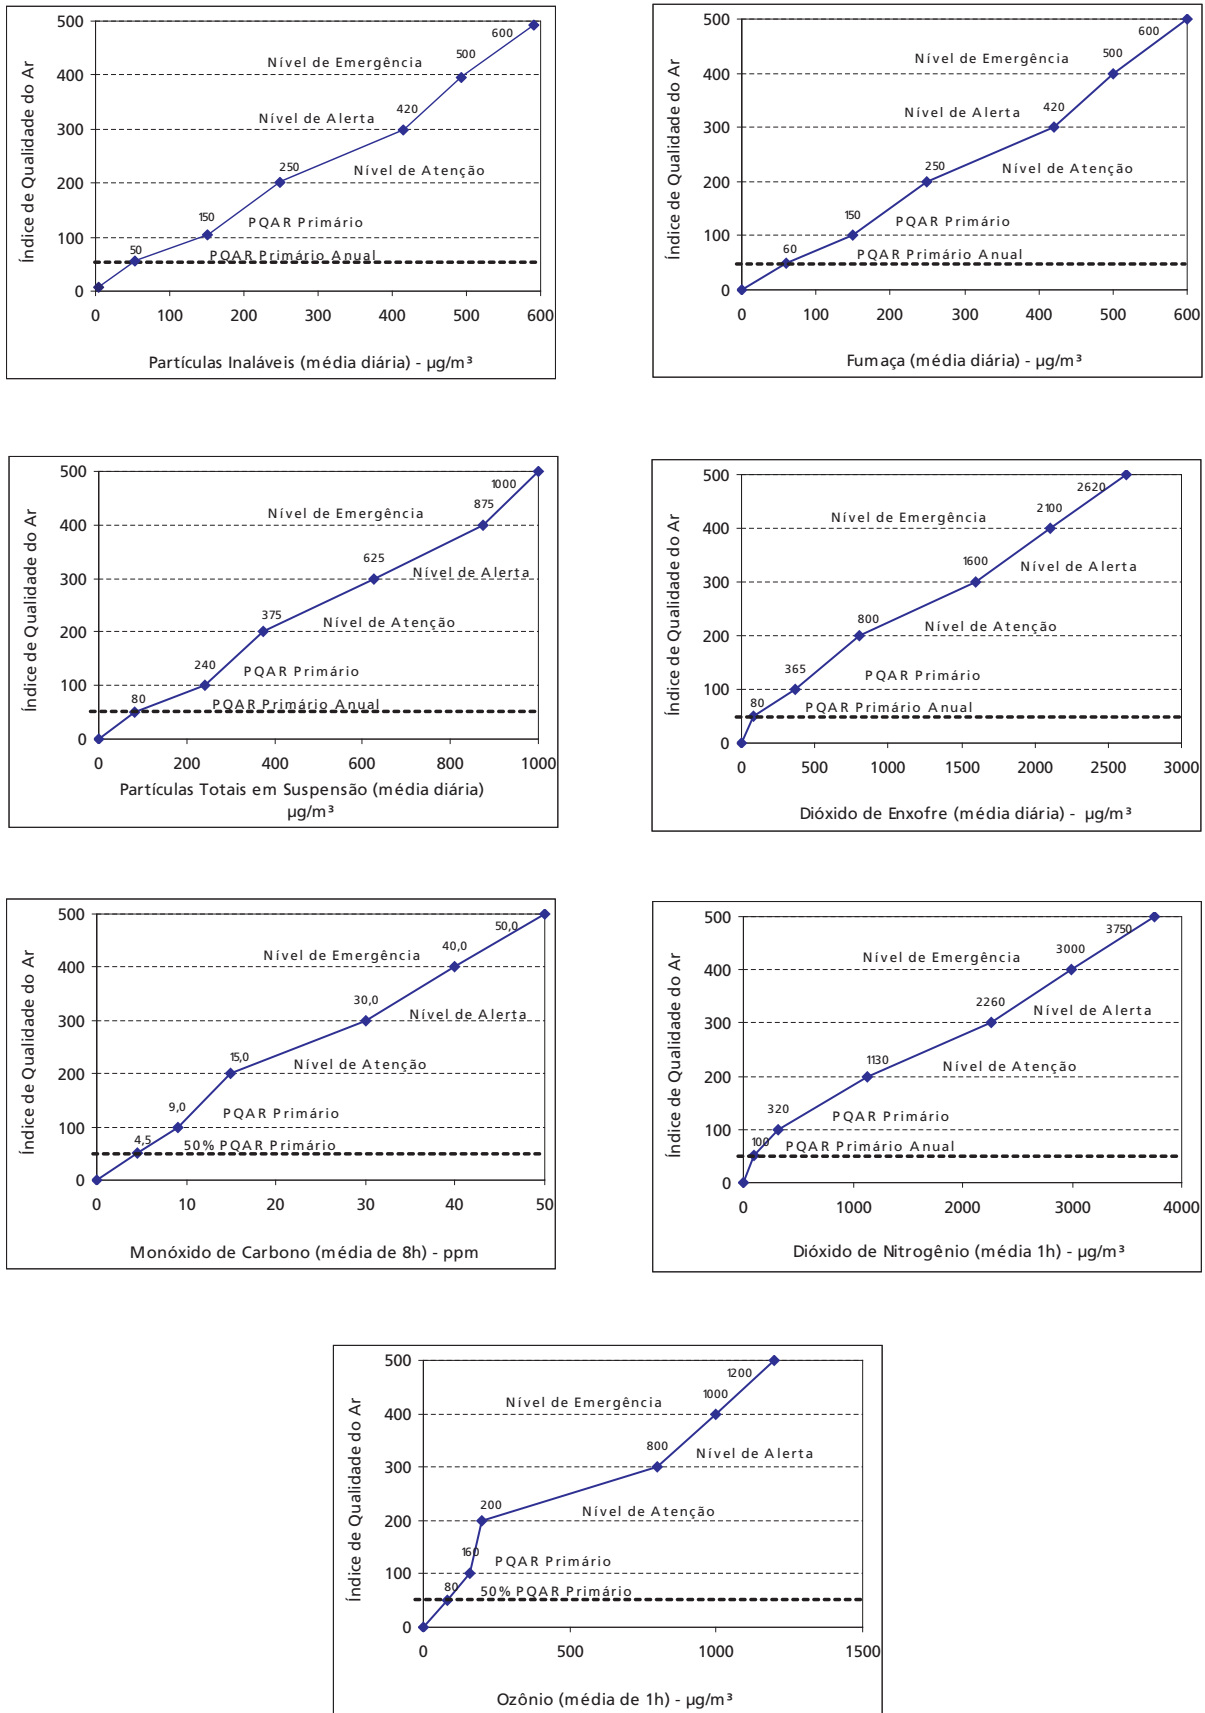 500
400
300
200
100
0
Índice de Qualidade do Ar
600
500
Nível de Emergência
420
Nível de Alerta
250
Nível de Atenção
150
PQAR Primário
50
PQAR Primário Anual
0 100 200 300 400 500 600
Partículas Inaláveis (média diária) - µg/m³
500
400
300
200
100
0
Índice de Qualidade do Ar
600
500
Nível de Emergência
420
Nível de Alerta
250
Nível de Atenção
150
PQAR Primário
60
PQAR Primário Anual
0 100 200 300 400 500 600
Fumaça (média diária) - µg/m³
500
400
300
200
100
0
Índice de Qualidade do Ar
1000
875
Nível de Emergência
625
Nível de Alerta
375
Nível de Atenção
240
PQAR Primário
80
PQAR Primário Anual
0 200 400 600 800 1000
Partículas Totais em Suspensão (média diária)
µg/m³
500
400
300
200
100
0
Índice de Qualidade do Ar
2620
2100
Nível de Emergência
1600
Nível de Alerta
800
Nível de Atenção
365
PQAR Primário
80
PQAR Primário Anual
0 500 1000 1500 2000 2500 3000
Dióxido de Enxofre (média diária) - µg/m³
500
400
300
200
100
0
Índice de Qualidade do Ar
50,0
40,0
Nível de Emergência
30,0
Nível de Alerta
15,0
Nível de Atenção
9,0
PQAR Primário
4,5
50% PQAR Primário
0 10 20 30 40 50
Monóxido de Carbono (média de 8h) - ppm
500
400
300
200
100
0
Índice de Qualidade do Ar
3750
3000
Nível de Emergência
2260
Nível de Alerta
1130
Nível de Atenção
320
PQAR Primário
100
PQAR Primário Anual
0 1000 2000 3000 4000
Dióxido de Nitrogênio (média 1h) - µg/m³
500
400
300
200
100
0
Índice de Qualidade do Ar
1200
1000
Nível de Emergência
800
Nível de Alerta
200
Nível de Atenção
160
PQAR Primário
80
50% PQAR Primário
0 500 1000 1500
Ozônio (média de 1h) - µg/m³